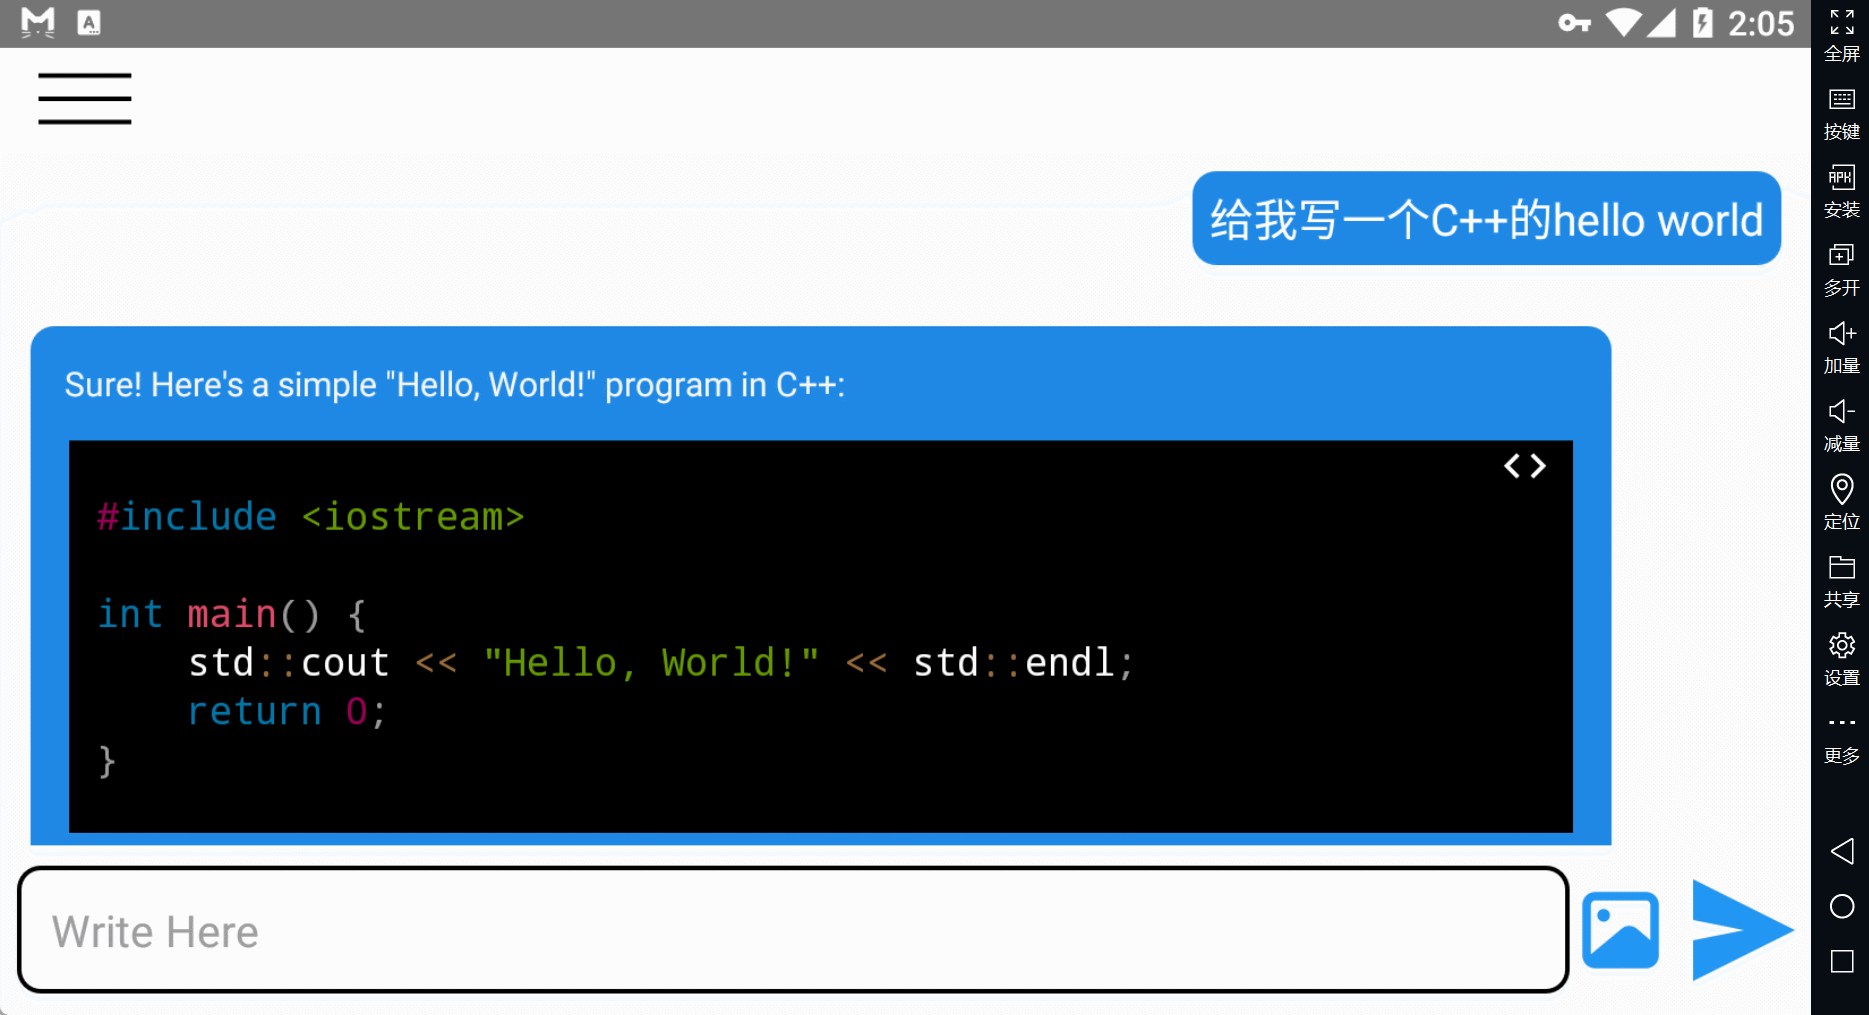 2:05
给我写一个C++的hello world
Sure! Here's a simple "Hello, World!" program in C++:
#include <iostream>
int main() {
    std::cout << "Hello, World!" << std::endl;
    return 0;
}
Write Here
全屏
按键
APK
安装
多开
加量
减量
定位
共享
设置
更多